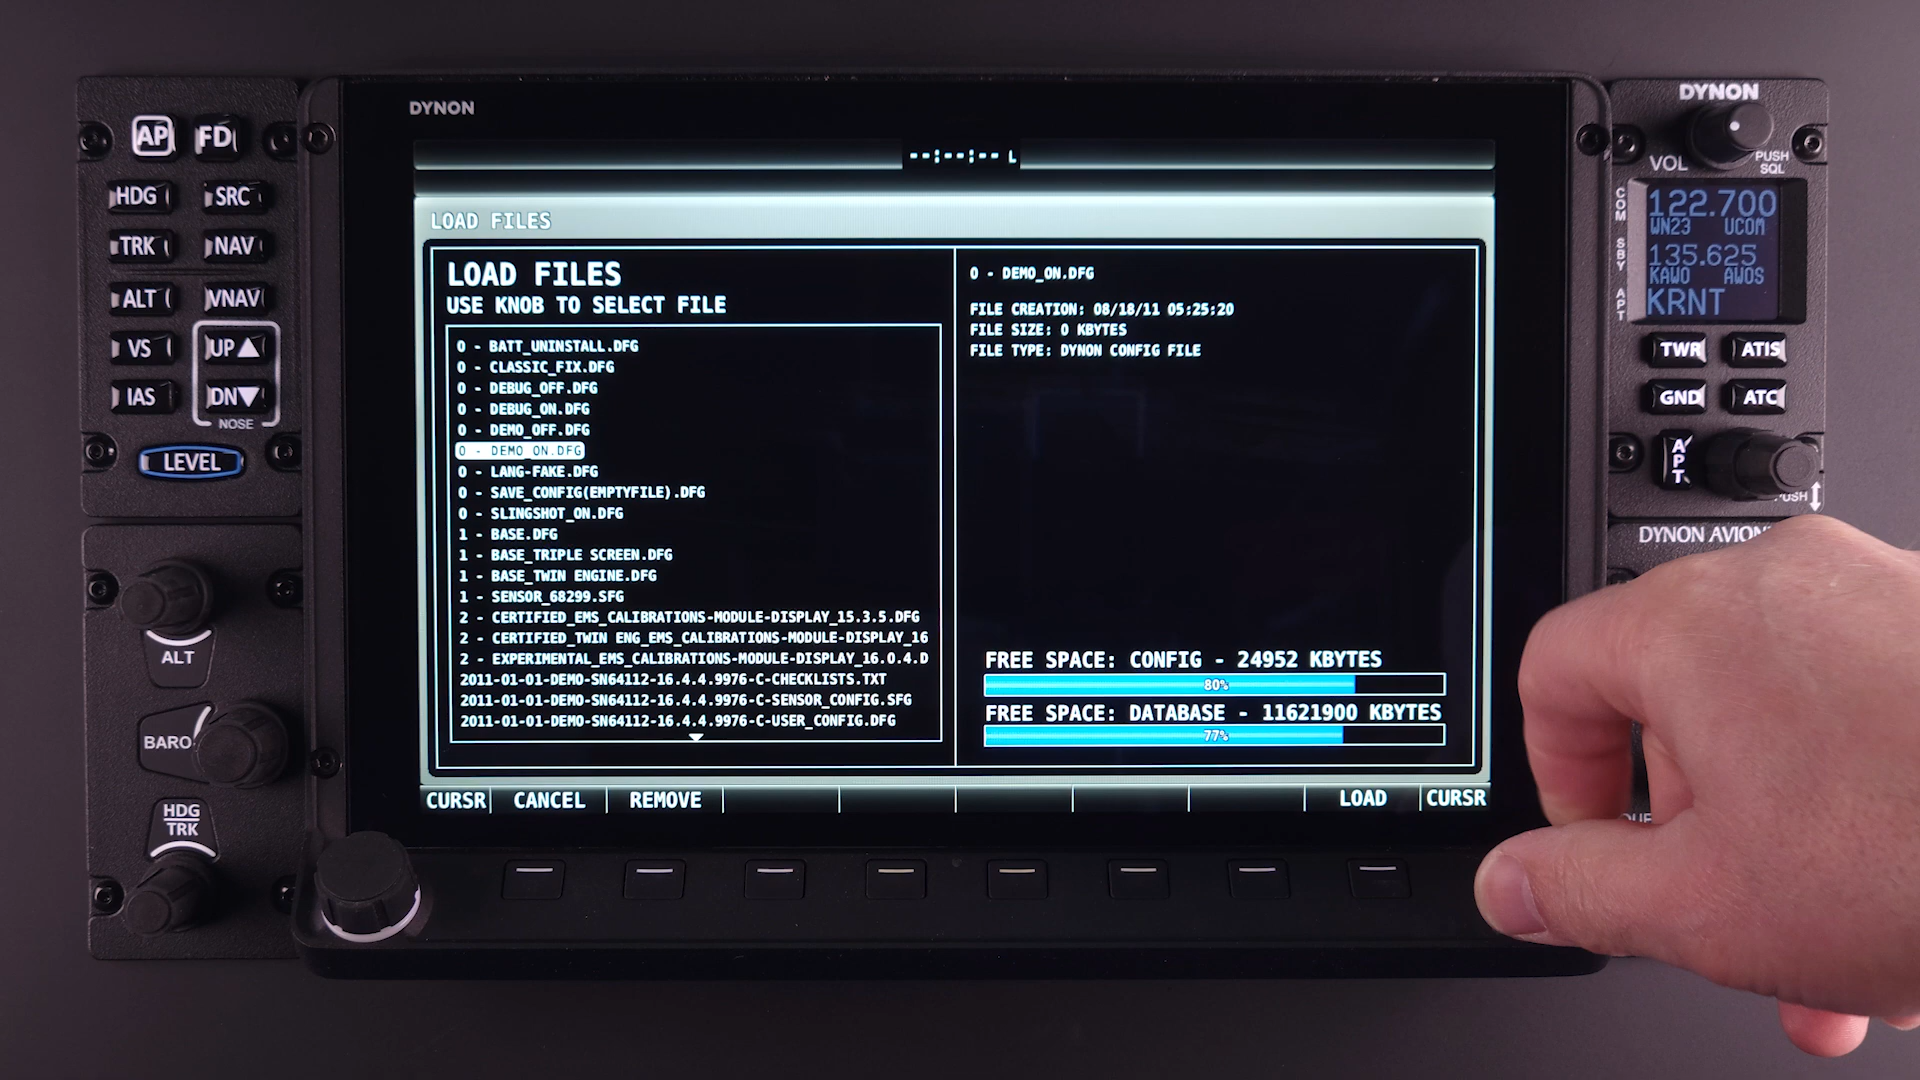 DYNON
AP FD
HDG SRC
TRK NAV
ALT VNAV
VS UP
IAS DN
NOSE
LEVEL
ALT
BARO
HDG
TRK
--:--:-- L
LOAD FILES
LOAD FILES
USE KNOB TO SELECT FILE
0 - BATT_UNINSTALL.DFG
0 - CLASSIC_FIX.DFG
0 - DEBUG_OFF.DFG
0 - DEBUG_ON.DFG
0 - DEMO_OFF.DFG
0 - DEMO_ON.DFG
0 - LANG-FAKE.DFG
0 - SAVE_CONFIG(EMPTYFILE).DFG
0 - SLINGSHOT_ON.DFG
1 - BASE.DFG
1 - BASE_TRIPLE SCREEN.DFG
1 - BASE_TWIN ENGINE.DFG
1 - SENSOR_68299.SFG
2 - CERTIFIED_EMS_CALIBRATIONS-MODULE-DISPLAY_15.3.5.DFG
2 - CERTIFIED_TWIN ENG_EMS_CALIBRATIONS-MODULE-DISPLAY_16
2 - EXPERIMENTAL_EMS_CALIBRATIONS-MODULE-DISPLAY_16.0.4.D
2011-01-01-DEMO-SN64112-16.4.4.9976-C-CHECKLISTS.TXT
2011-01-01-DEMO-SN64112-16.4.4.9976-C-SENSOR_CONFIG.SFG
2011-01-01-DEMO-SN64112-16.4.4.9976-C-USER_CONFIG.DFG
0 - DEMO_ON.DFG
FILE CREATION: 08/18/11 05:25:20
FILE SIZE: 0 KBYTES
FILE TYPE: DYNON CONFIG FILE
FREE SPACE: CONFIG - 24952 KBYTES
80%
FREE SPACE: DATABASE - 11621900 KBYTES
77%
CURSR CANCEL REMOVE LOAD CURSR
DYNON
VOL
PUSH
SQL
COM
122.700
WN23 UCOM
SBY
135.625
KAWO AWOS
APT
KRNT
TWR ATIS
GND ATC
APT
PUSH
DYNON